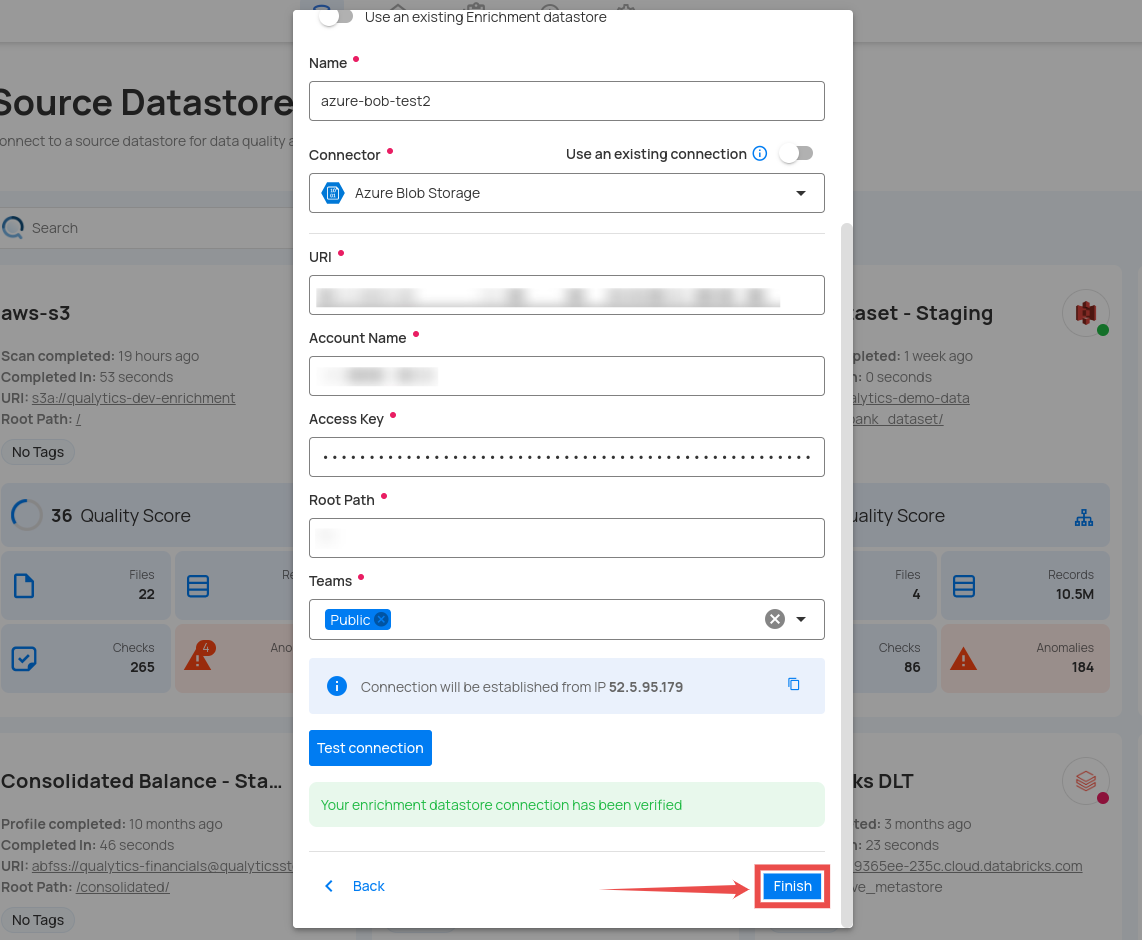 Use an existing Enrichment datastore
Name
azure-bob-test2
Connector
Use an existing connection
Azure Blob Storage
URI
Account Name
Access Key
••••••••••••••••••••••••••••••••••••••••••••••••••••••
Root Path
Teams
Public
Connection will be established from IP 52.5.95.179
Test connection
Your enrichment datastore connection has been verified
Back
Finish
Source Datastore
onnect to a source datastore for data quality a
Search
aws-s3
Scan completed: 19 hours ago
Completed In: 53 seconds
URI: s3a://qualytics-dev-enrichment
Root Path: /
No Tags
36 Quality Score
Files
22
Re
Checks
265
4
Ano
aset - Staging
pleted: 1 week ago
n: 0 seconds
alytics-demo-data
bank_dataset/
uality Score
Files
4
Records
10.5M
Checks
86
Anomalies
184
Consolidated Balance - Sta...
Profile completed: 10 months ago
Completed In: 46 seconds
URI: abfss://qualytics-financials@qualyticsst
Root Path: /consolidated/
No Tags
ks DLT
ted: 3 months ago
23 seconds
9365ee-235c.cloud.databricks.com
ve_metastore